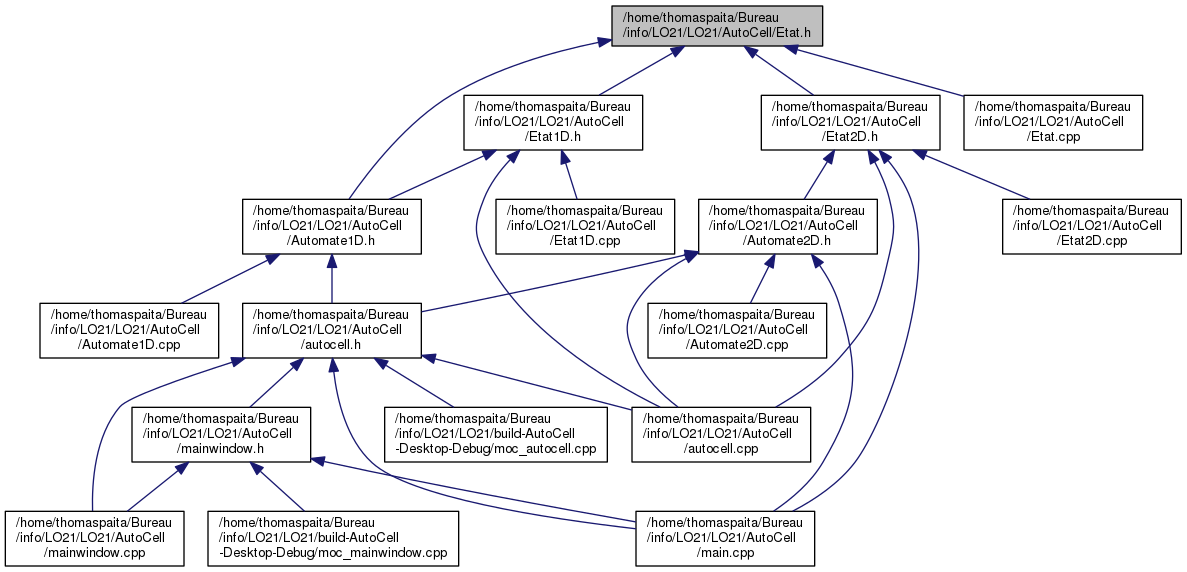 /home/thomaspaita/Bureau
/info/LO21/LO21/AutoCell/Etat.h
/home/thomaspaita/Bureau
/info/LO21/LO21/AutoCell
/Etat1D.h
/home/thomaspaita/Bureau
/info/LO21/LO21/AutoCell
/Etat2D.h
/home/thomaspaita/Bureau
/info/LO21/LO21/AutoCell
/Etat.cpp
/home/thomaspaita/Bureau
/info/LO21/LO21/AutoCell
/Automate1D.h
/home/thomaspaita/Bureau
/info/LO21/LO21/AutoCell
/Etat1D.cpp
/home/thomaspaita/Bureau
/info/LO21/LO21/AutoCell
/Automate2D.h
/home/thomaspaita/Bureau
/info/LO21/LO21/AutoCell
/Etat2D.cpp
/home/thomaspaita/Bureau
/info/LO21/LO21/AutoCell
/Automate1D.cpp
/home/thomaspaita/Bureau
/info/LO21/LO21/AutoCell
/autocell.h
/home/thomaspaita/Bureau
/info/LO21/LO21/AutoCell
/Automate2D.cpp
/home/thomaspaita/Bureau
/info/LO21/LO21/AutoCell
/mainwindow.h
/home/thomaspaita/Bureau
/info/LO21/LO21/build-AutoCell
-Desktop-Debug/moc_autocell.cpp
/home/thomaspaita/Bureau
/info/LO21/LO21/AutoCell
/autocell.cpp
/home/thomaspaita/Bureau
/info/LO21/LO21/AutoCell
/mainwindow.cpp
/home/thomaspaita/Bureau
/info/LO21/LO21/build-AutoCell
-Desktop-Debug/moc_mainwindow.cpp
/home/thomaspaita/Bureau
/info/LO21/LO21/AutoCell
/main.cpp